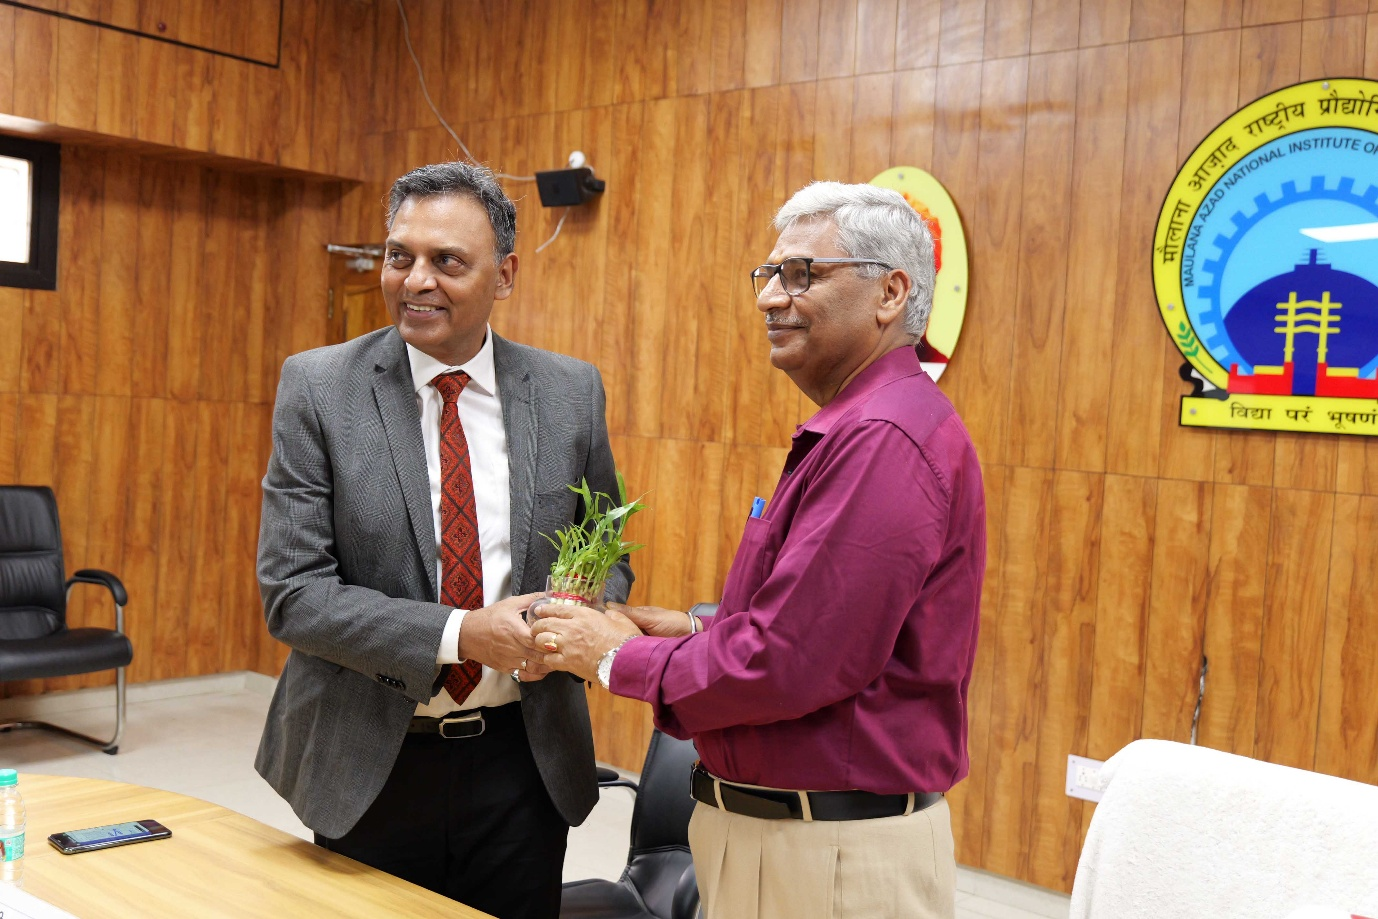 मौलाना आज़ाद राष्ट्रीय
MAULANA AZAD NATIONAL INSTITUTE OF
विद्या परं भूषणं